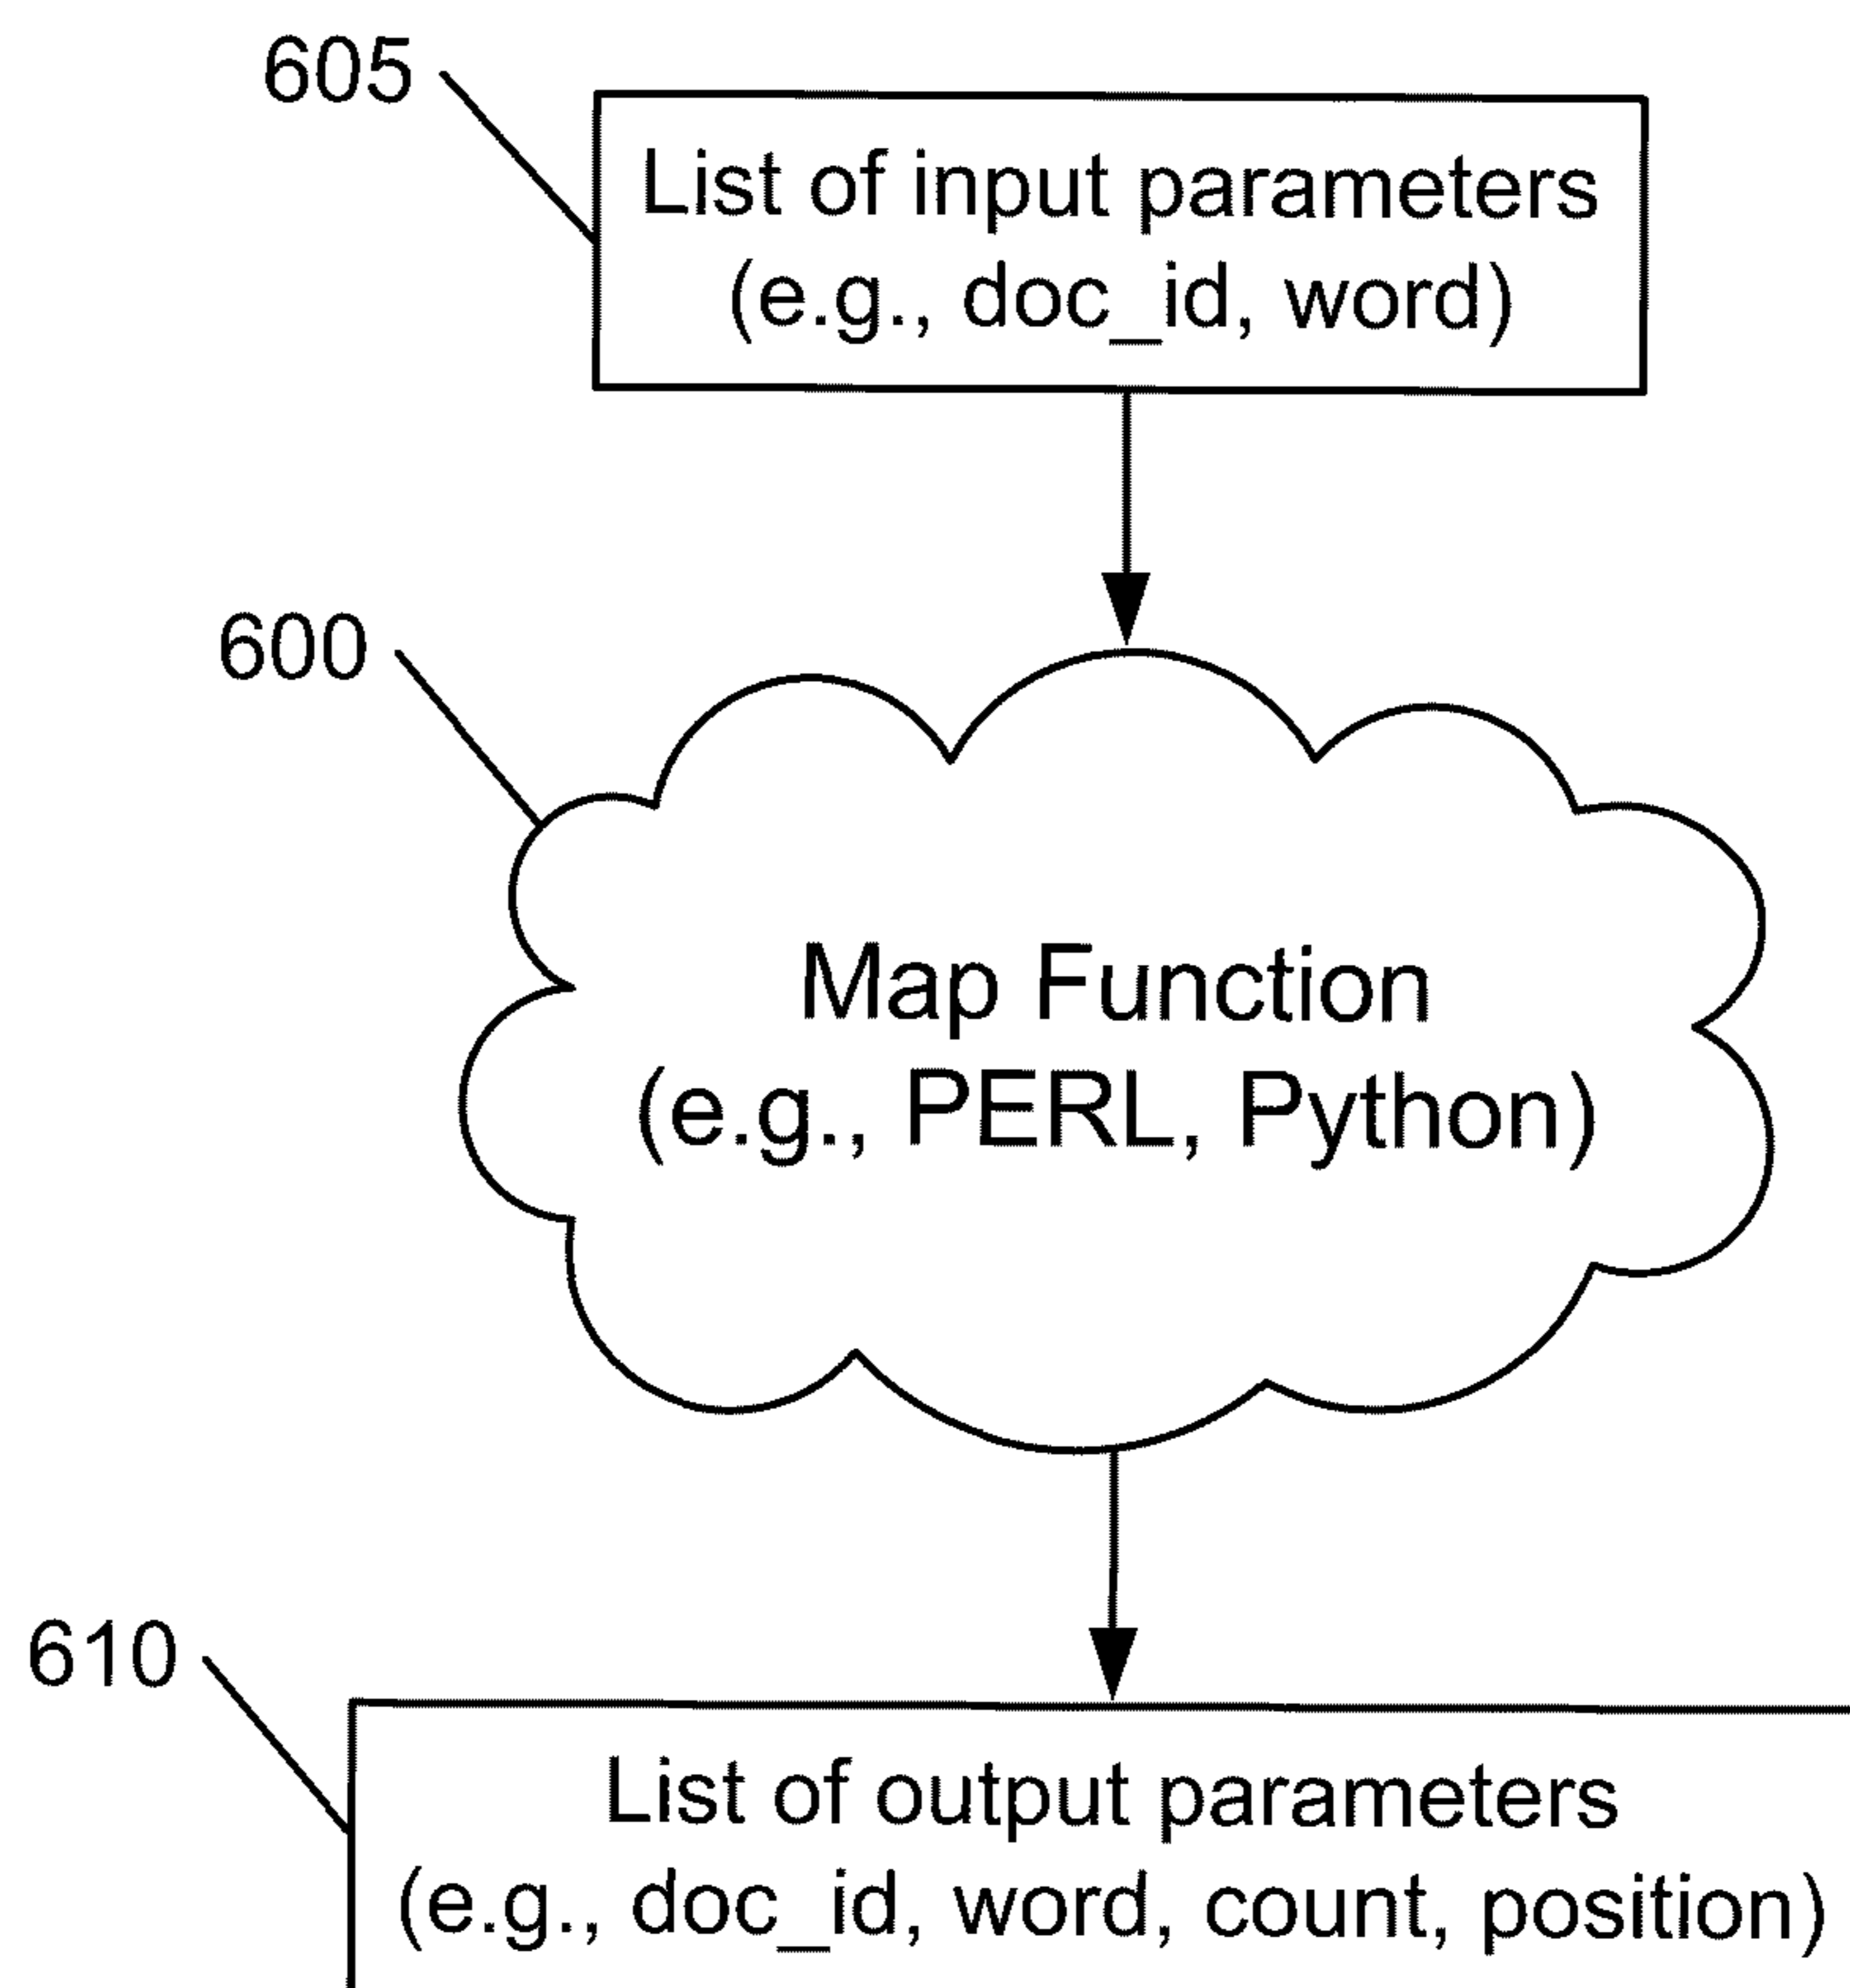 605
List of input parameters
(e.g., doc_id, word)
600
Map Function
(e.g., PERL, Python)
610
List of output parameters
(e.g., doc_id, word, count, position)